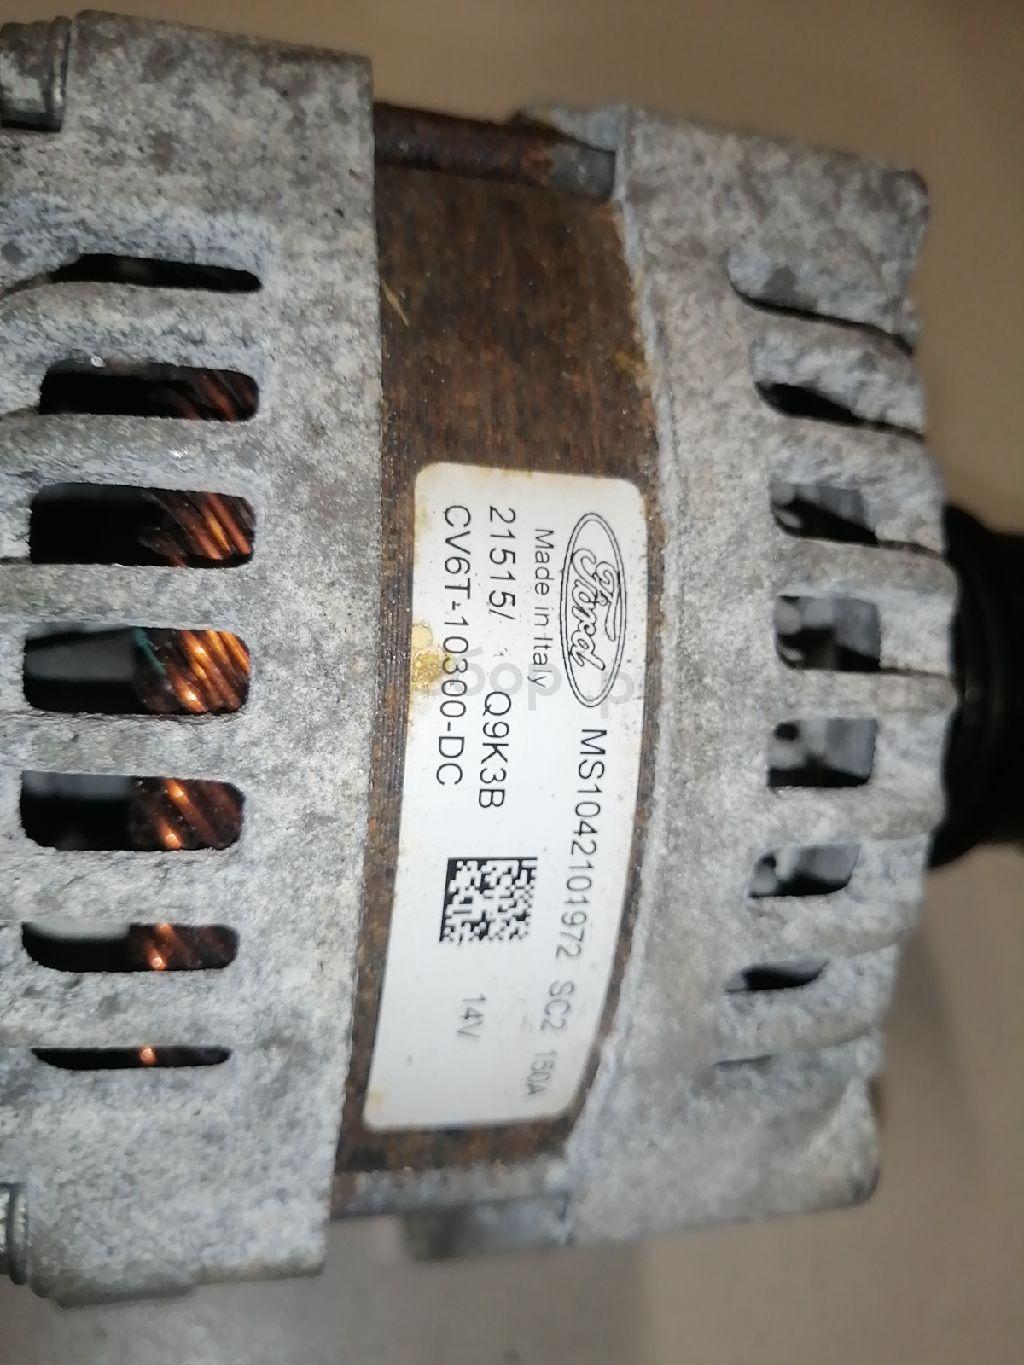 Ford MS1042101972 SC2 150A
Made in Italy
21515/ Q9K3B
CV6T-10300-DC 14V